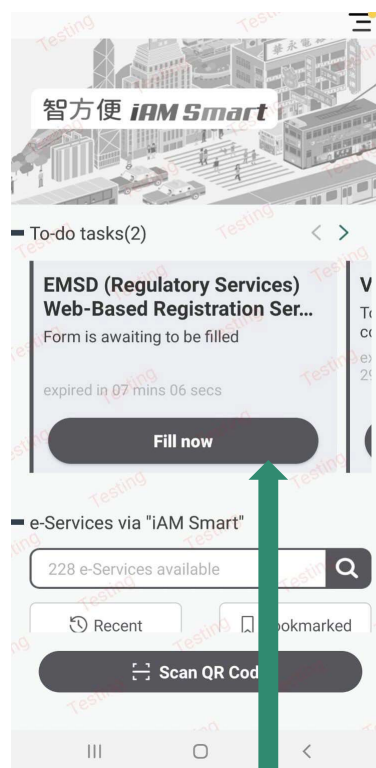 智方便 iAM Smart
To-do tasks(2)
EMSD (Regulatory Services)
Web-Based Registration Ser...
Form is awaiting to be filled
expired in 07 mins 06 secs
Fill now
e-Services via "iAM Smart"
228 e-Services available
Recent
Scan QR Cod
Testing